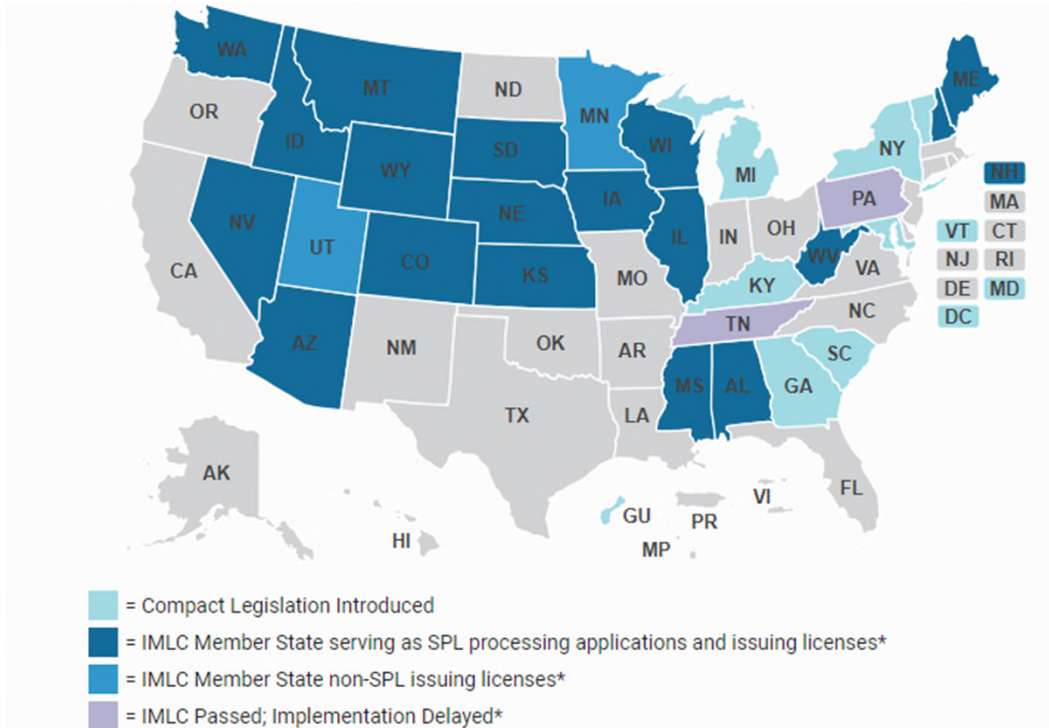 WA
MT
ND
MN
ME
OR
ID
SD
WI
NY
WY
MI
NH
PA
MA
NV
NE
IA
VT
CT
UT
CO
IL
IN
OH
WV
NJ
RI
CA
KS
MO
KY
VA
DE
MD
NC
DC
AZ
NM
OK
AR
TN
SC
MS
AL
GA
TX
LA
AK
FL
VI
GU
PR
HI
MP
= Compact Legislation Introduced
= IMLC Member State serving as SPL processing applications and issuing licenses*
= IMLC Member State non-SPL issuing licenses*
= IMLC Passed; Implementation Delayed*